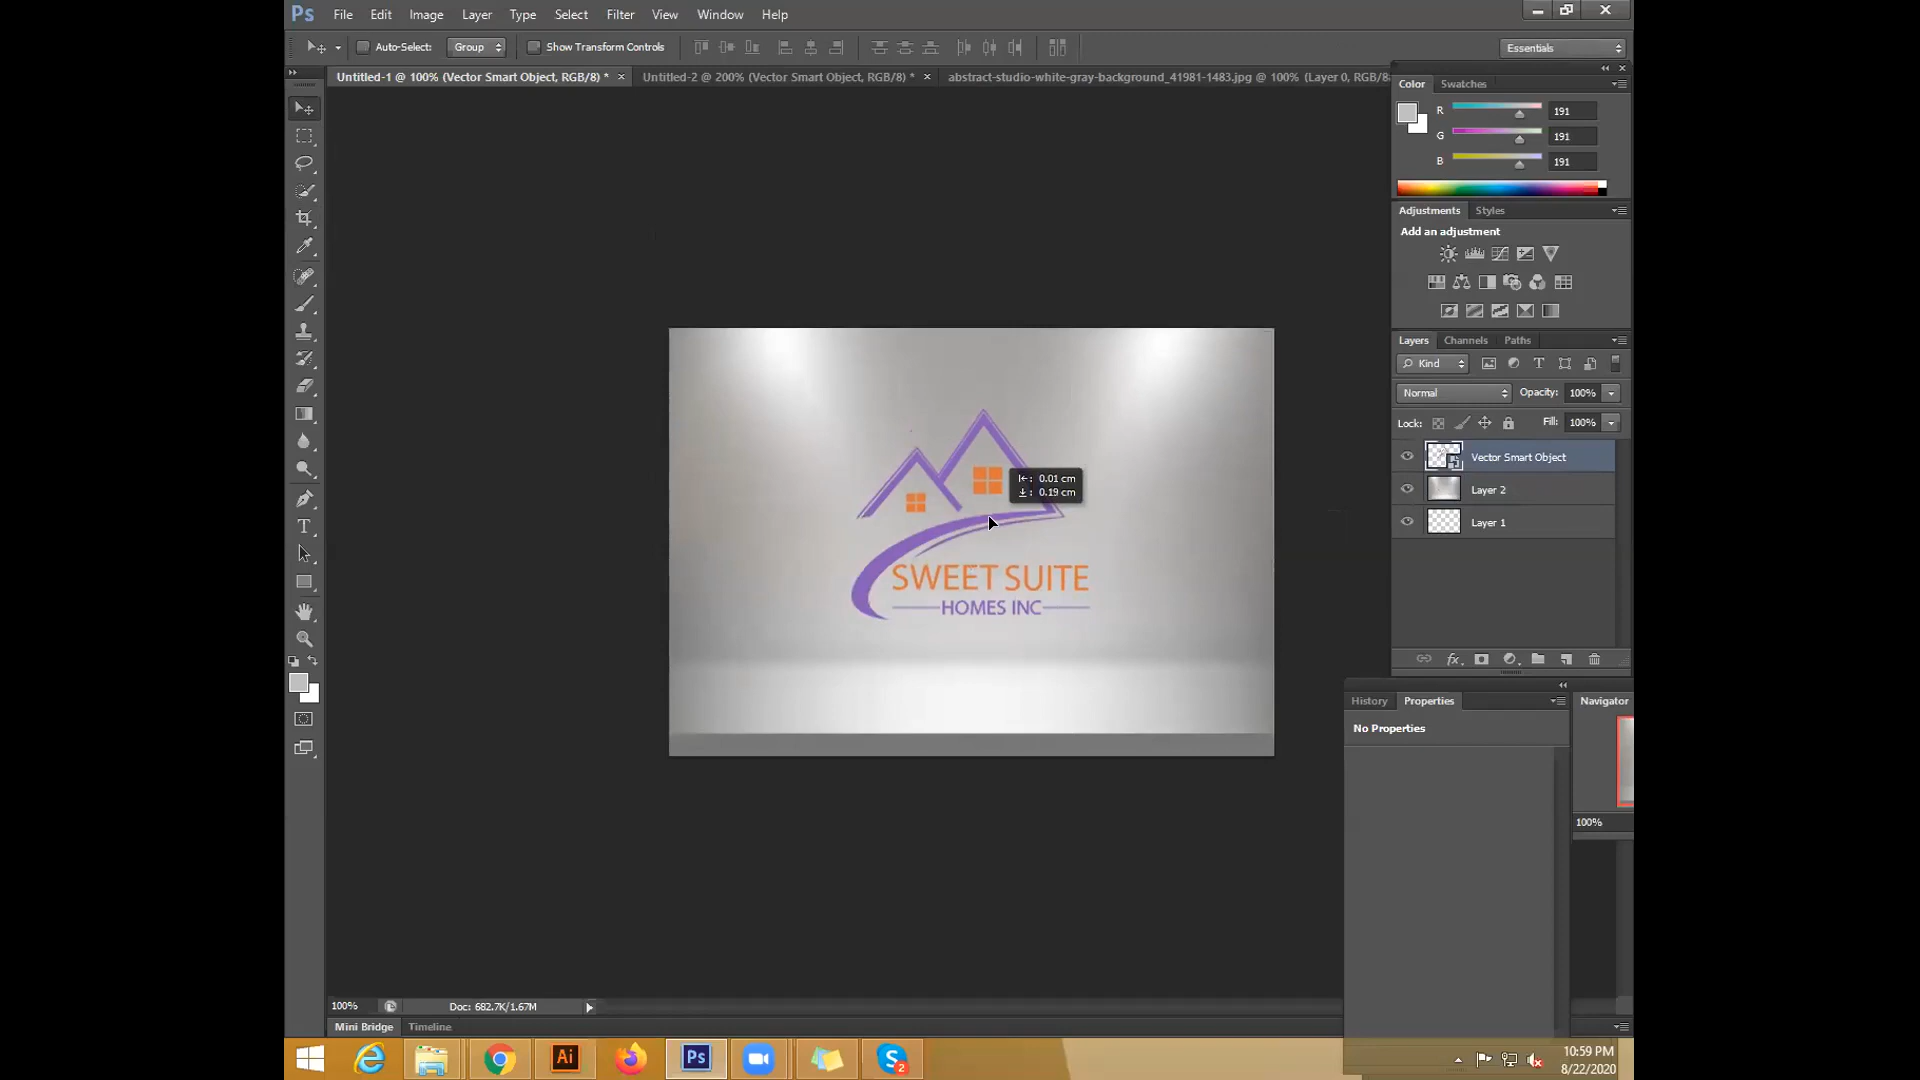 Ps File Edit Image Layer Type Select Filter View Window Help
Auto-Select: Group Show Transform Controls Essentials
Untitled-1 @ 100% (Vector Smart Object, RGB/8) * × Untitled-2 @ 200% (Vector Smart Object, RGB/8) * × abstract-studio-white-gray-background_41981-1483.jpg @ 100% (Layer 0, RGB/8
Color Swatches
R 191
G 191
B 191
Adjustments Styles
Add an adjustment
Layers Channels Paths
Kind
Normal Opacity: 100%
Lock: Fill: 100%
Vector Smart Object
Layer 2
Layer 1
0.01 cm
0.19 cm
SWEET SUITE
HOMES INC
fx
History Properties Navigator
No Properties
100%
100% Doc: 682.7K/1.67M
Mini Bridge Timeline
Ai Ps S 2
10:59 PM
8/22/2020